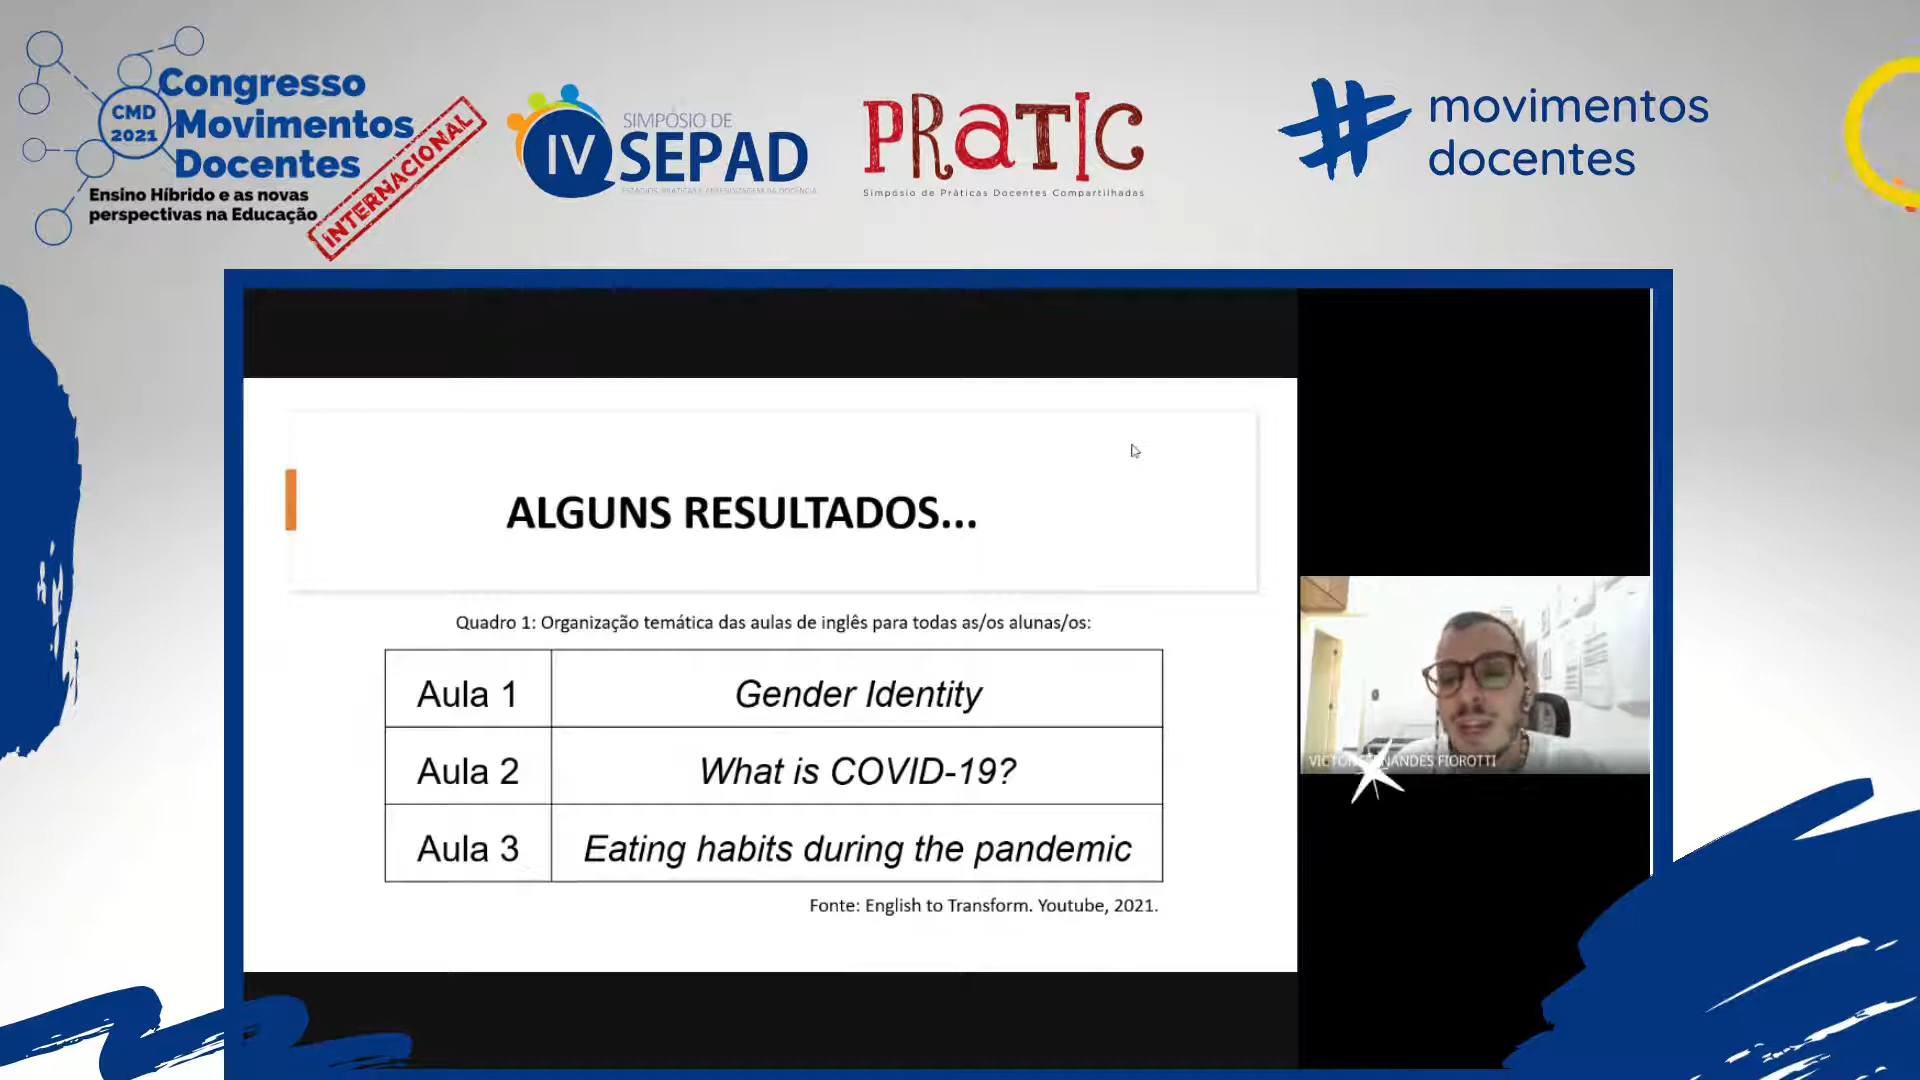 CMD
2021
Congresso
Movimentos
Docentes
INTERNACIONAL
Ensino Híbrido e as novas
perspectivas na Educação
IV
SIMPÓSIO DE
SEPAD
PRATIC
Simpósio de Práticas Docentes Compartilhadas
# movimentos
docentes
ALGUNS RESULTADOS...
Quadro 1: Organização temática das aulas de inglês para todas as/os alunas/os:
Aula 1 Gender Identity
Aula 2 What is COVID-19?
Aula 3 Eating habits during the pandemic
Fonte: English to Transform. Youtube, 2021.
FIOROTTI